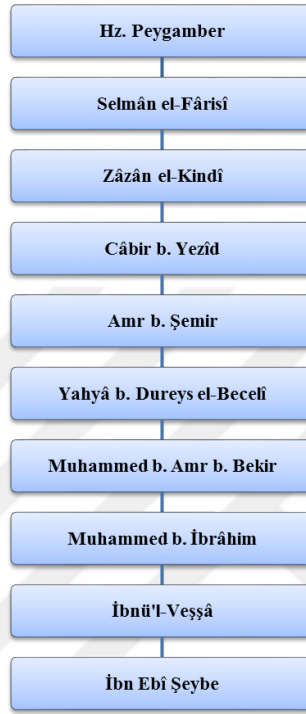 Hz. Peygamber
Selmân el-Fârisî
Zâzân el-Kindî
Câbir b. Yezîd
Amr b. Şemir
Yahyâ b. Dureys el-Becelî
Muhammed b. Amr b. Bekir
Muhammed b. İbrâhim
İbnü'l-Veşşâ
İbn Ebî Şeybe